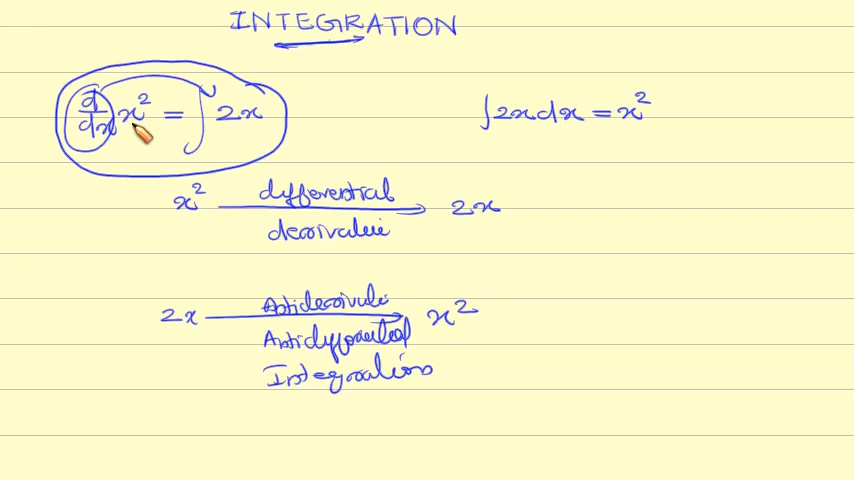 INTEGRATION
d/dx x² = ∫ 2x
∫2x dx = x²
x² differential 2x
derivative
2x Antiderivative x²
Antidifferential
Integration